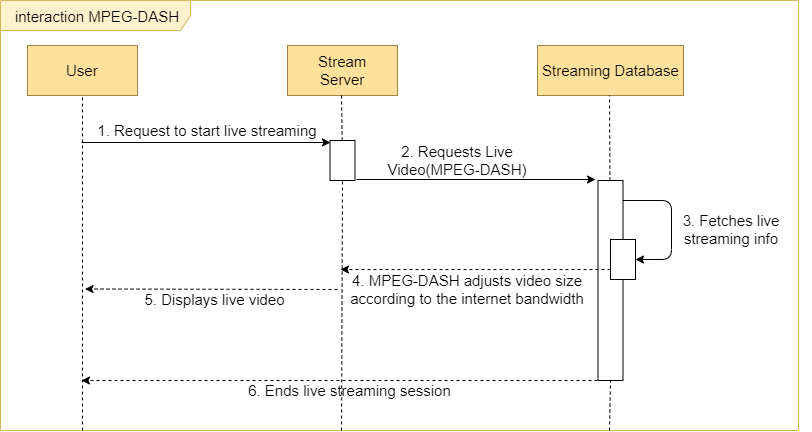 interaction MPEG-DASH
User
Stream
Server
Streaming Database
1. Request to start live streaming
2. Requests Live
Video(MPEG-DASH)
3. Fetches live
streaming info
4. MPEG-DASH adjusts video size
according to the internet bandwidth
5. Displays live video
6. Ends live streaming session